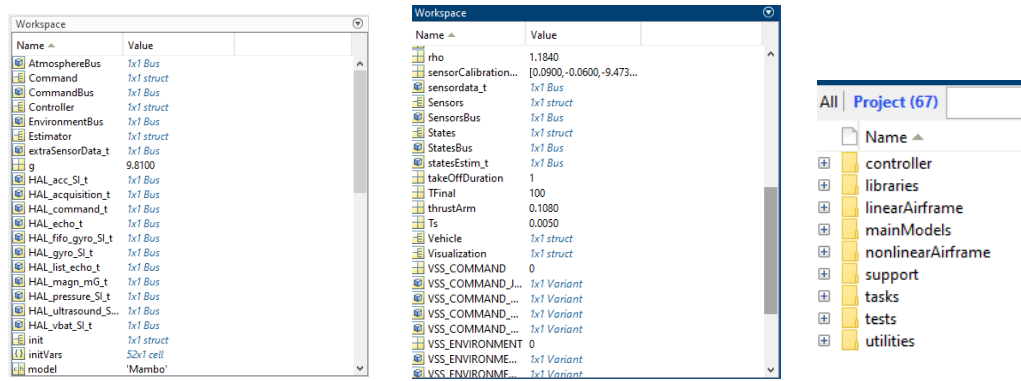 Workspace
Name Value
AtmosphereBus 1x1 Bus
Command 1x1 struct
CommandBus 1x1 Bus
Controller 1x1 struct
EnvironmentBus 1x1 Bus
Estimator 1x1 struct
extraSensorData_t 1x1 Bus
g 9.8100
HAL_acc_SI_t 1x1 Bus
HAL_acquisition_t 1x1 Bus
HAL_command_t 1x1 Bus
HAL_echo_t 1x1 Bus
HAL_fifo_gyro_SI_t 1x1 Bus
HAL_gyro_SI_t 1x1 Bus
HAL_list_echo_t 1x1 Bus
HAL_magn_mG_t 1x1 Bus
HAL_pressure_SI_t 1x1 Bus
HAL_ultrasound_S... 1x1 Bus
HAL_vbat_SI_t 1x1 Bus
init 1x1 struct
initVars 52x1 cell
model 'Mambo'
Workspace
Name Value
rho 1.1840
sensorCalibration... [0.0900,-0.0600,-9.473...
sensordata_t 1x1 Bus
Sensors 1x1 struct
SensorsBus 1x1 Bus
States 1x1 struct
StatesBus 1x1 Bus
statesEstim_t 1x1 Bus
takeOffDuration 1
TFinal 100
thrustArm 0.1080
Ts 0.0050
Vehicle 1x1 struct
Visualization 1x1 struct
VSS_COMMAND 0
VSS_COMMAND_J... 1x1 Variant
VSS_COMMAND_... 1x1 Variant
VSS_COMMAND_... 1x1 Variant
VSS_COMMAND_... 1x1 Variant
VSS_ENVIRONMENT 0
VSS_ENVIRONME... 1x1 Variant
VSS_ENVIRONME... 1x1 Variant
All Project (67)
Name
controller
libraries
linearAirframe
mainModels
nonlinearAirframe
support
tasks
tests
utilities